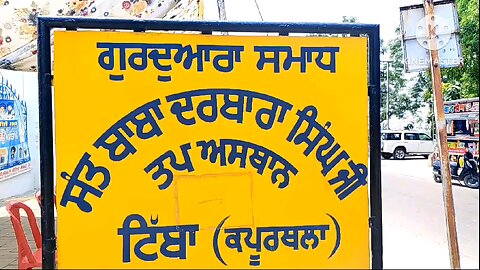 ਗੁਰਦੁਆਰਾ ਸਮਾਧ
ਸੰਤ ਬਾਬਾ ਦਰਬਾਰਾ ਸਿੰਘ ਜੀ
ਤਪ ਅਸਥਾਨ
ਟਿੱਬਾ (ਕਪੂਰਥਲਾ)